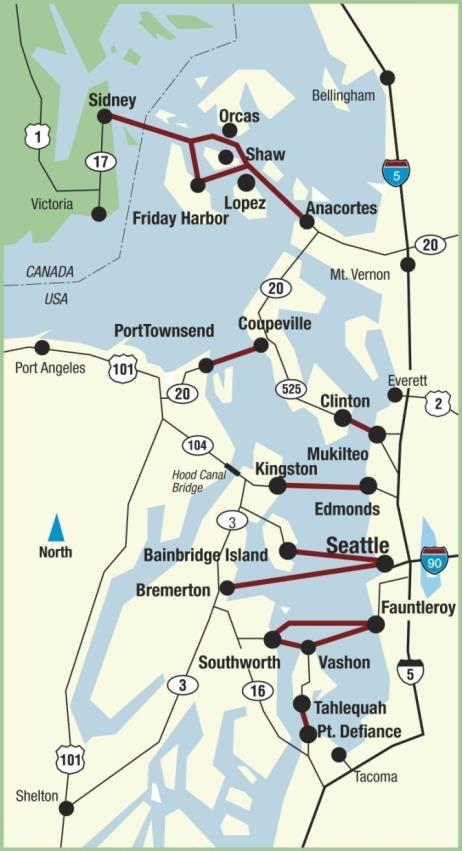 Sidney
Orcas
Bellingham
1
17
Shaw
5
Victoria
Lopez
Friday Harbor
Anacortes
20
CANADA
Mt. Vernon
USA
20
PortTownsend
Coupeville
Port Angeles
101
20
525
Everett
2
Clinton
104
Mukilteo
Hood Canal
Bridge
Kingston
Edmonds
3
North
Bainbridge Island
Seattle
90
Bremerton
Fauntleroy
Southworth
Vashon
5
3
16
Tahlequah
Pt. Defiance
101
Tacoma
Shelton